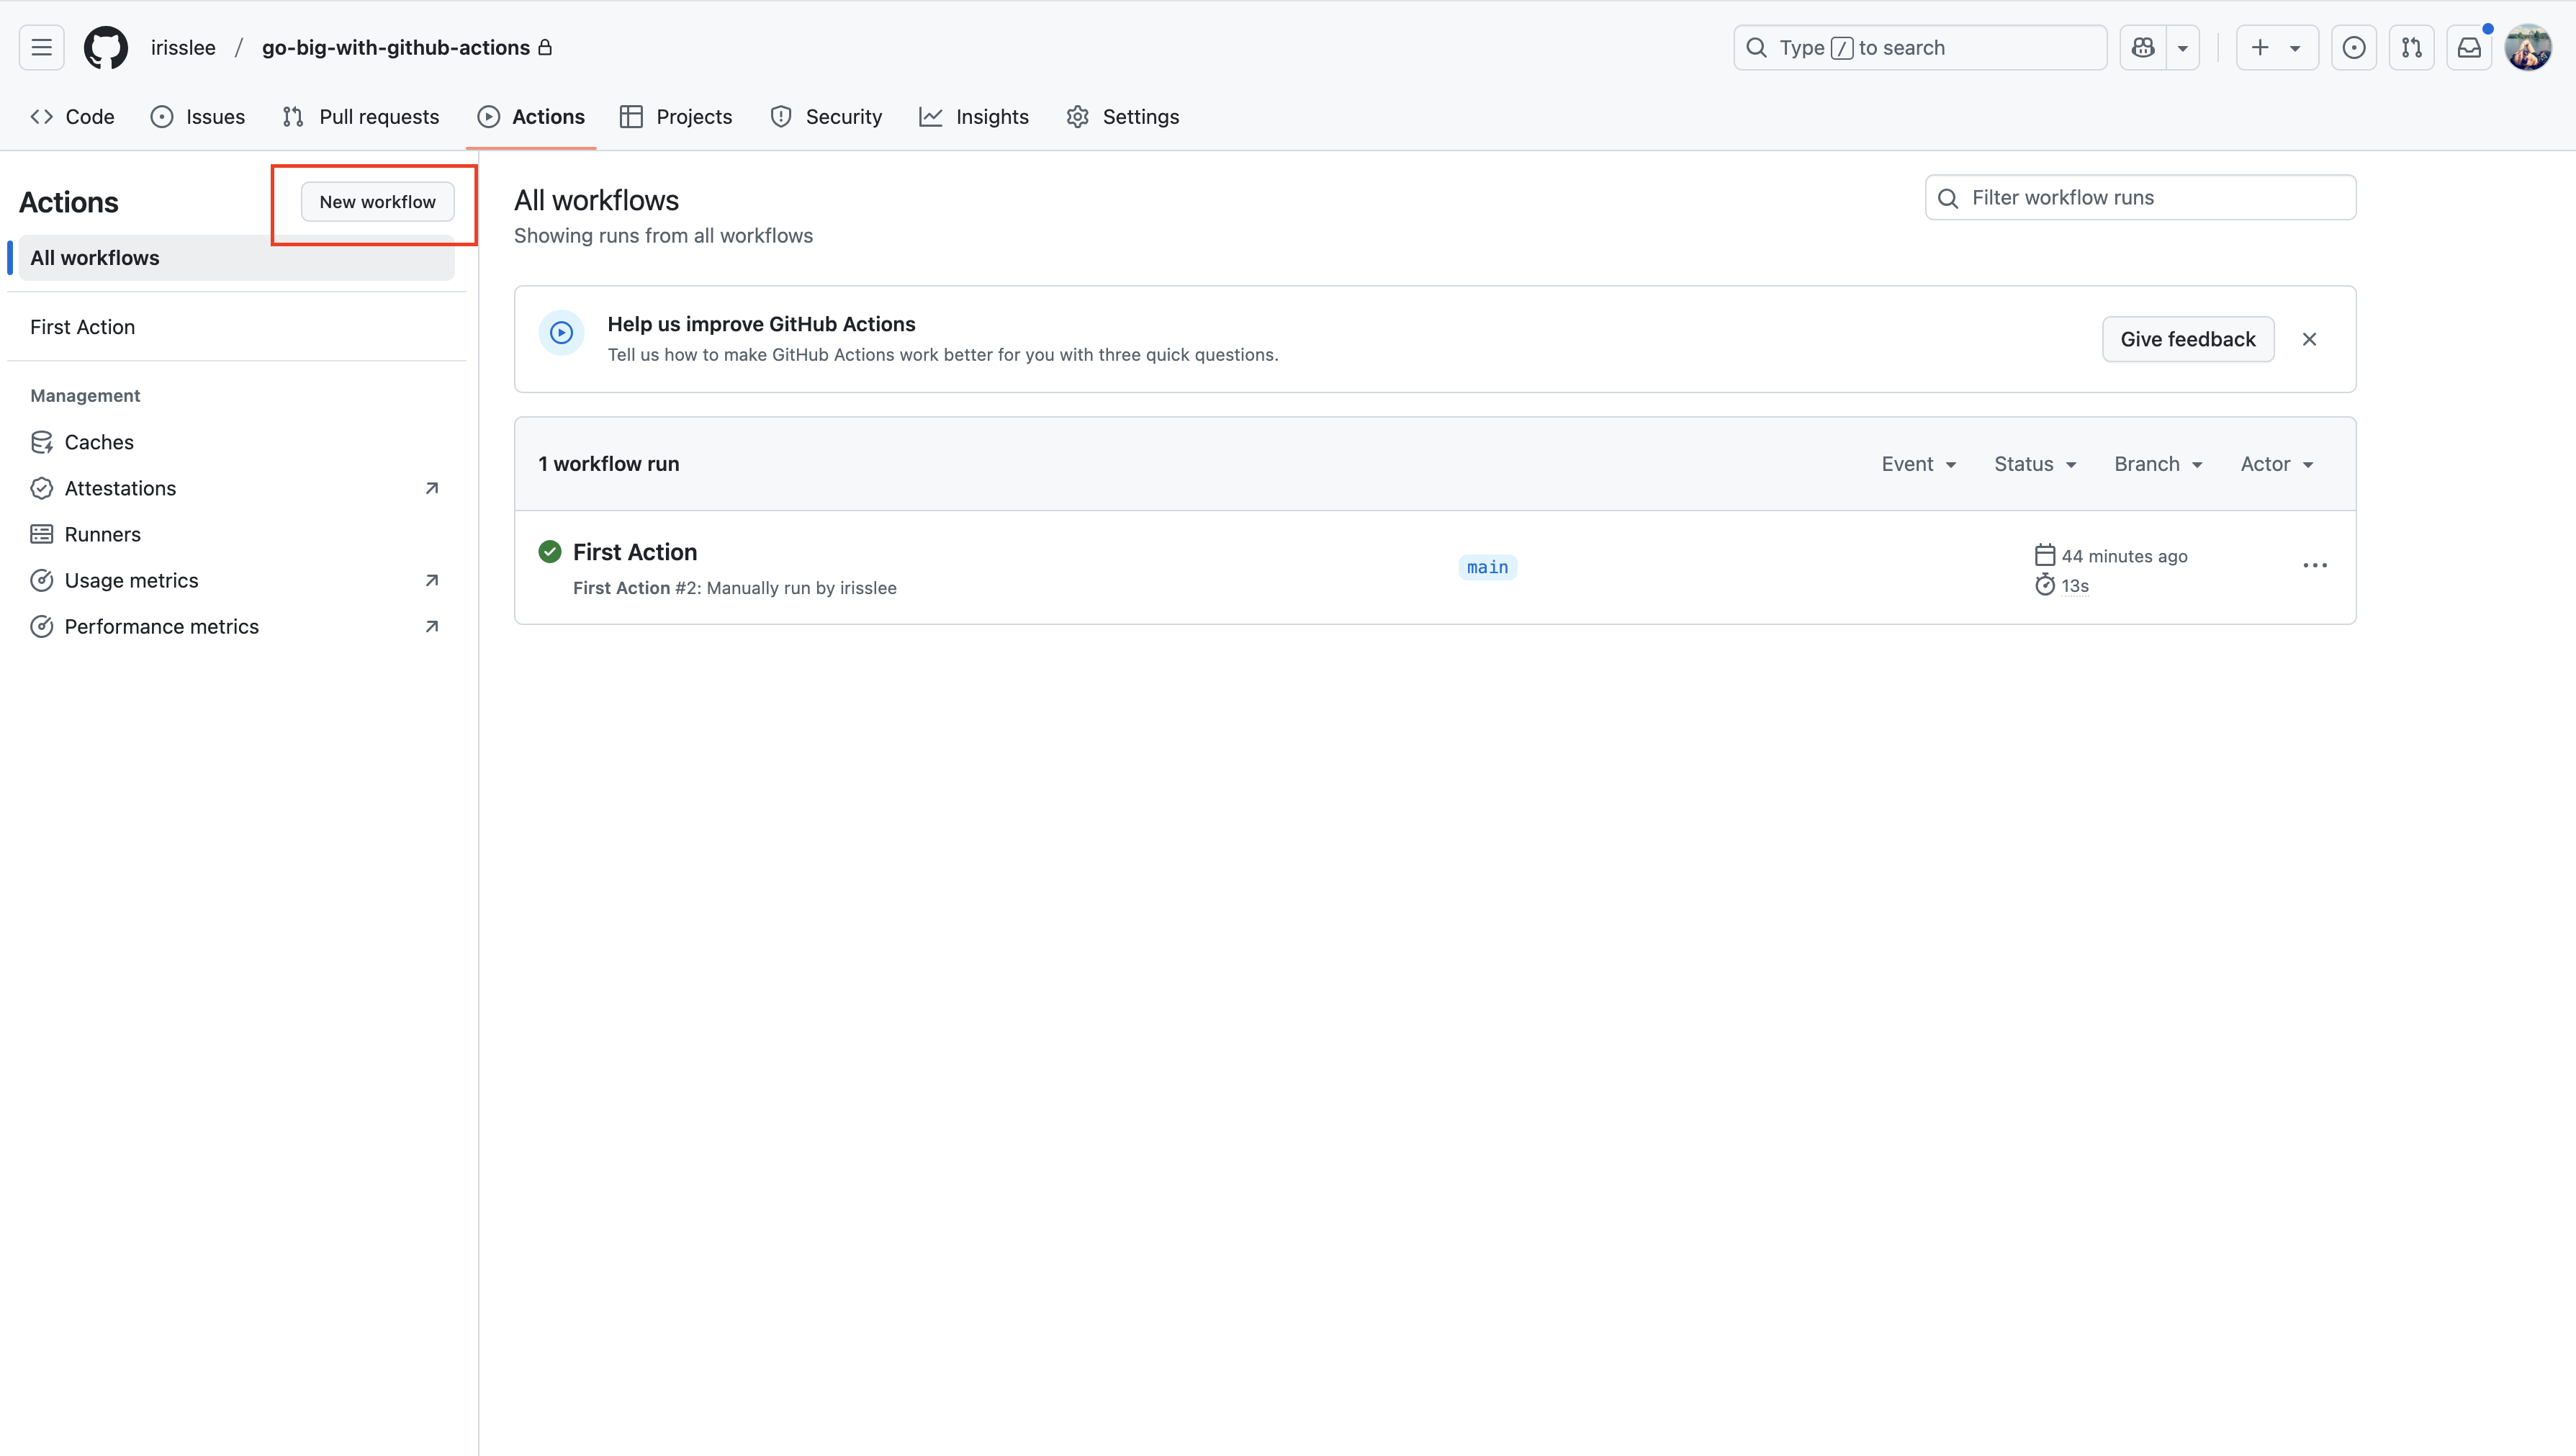 irisslee / go-big-with-github-actions
Type / to search
Code
Issues
Pull requests
Actions
Projects
Security
Insights
Settings
Actions
New workflow
All workflows
First Action
Management
Caches
Attestations
Runners
Usage metrics
Performance metrics
All workflows
Showing runs from all workflows
Filter workflow runs
Help us improve GitHub Actions
Tell us how to make GitHub Actions work better for you with three quick questions.
Give feedback
1 workflow run
Event
Status
Branch
Actor
First Action
First Action #2: Manually run by irisslee
main
44 minutes ago
13s